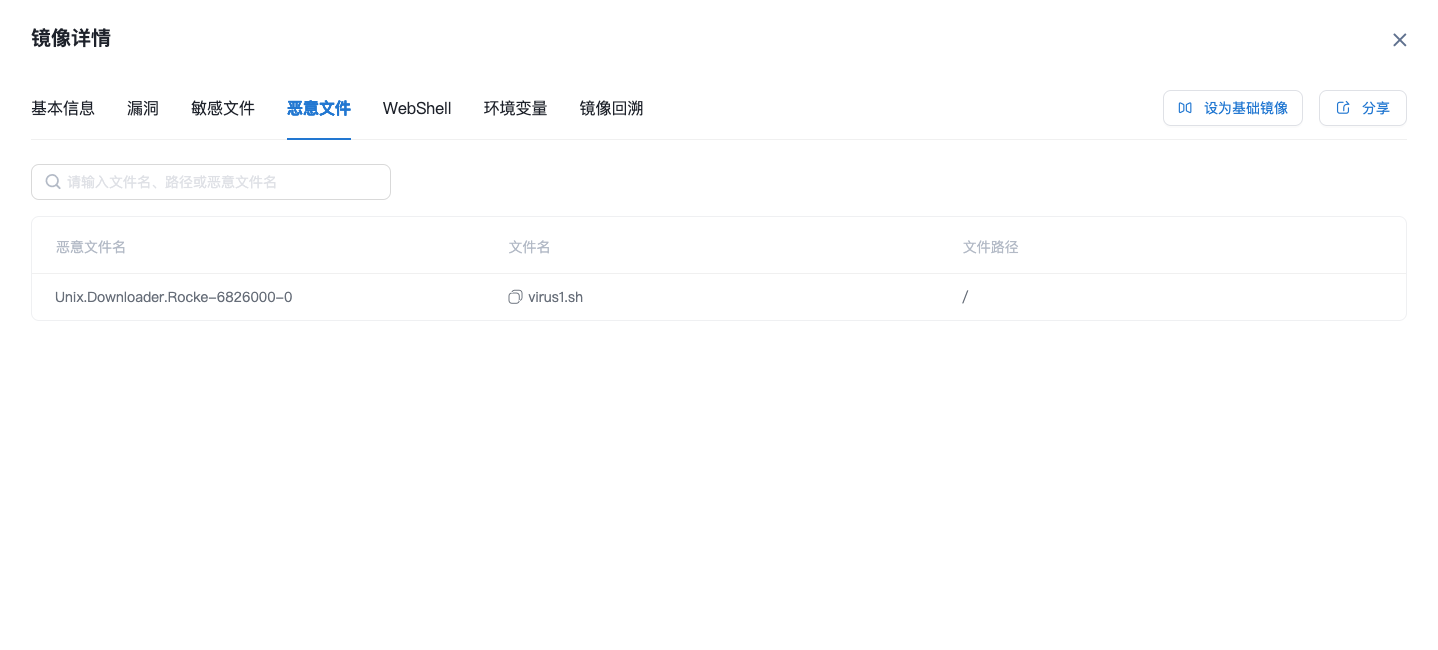 镜像详情
基本信息 漏洞 敏感文件 恶意文件 WebShell 环境变量 镜像回溯 设为基础镜像 分享
请输入文件名、路径或恶意文件名
恶意文件名 文件名 文件路径
Unix.Downloader.Rocke-6826000-0 virus1.sh /